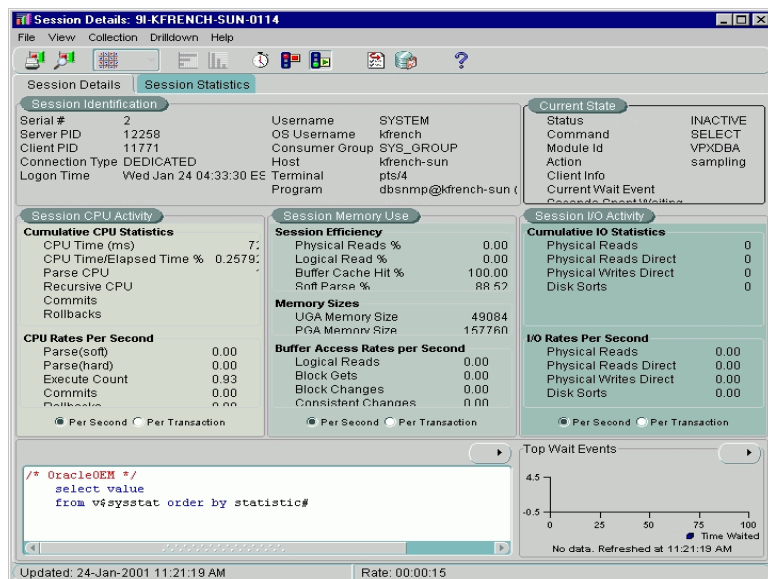 Session Details: 9I-KFRENCH-SUN-0114
File View Collection Drilldown Help
Session Details Session Statistics
Session Identification
Serial # 2
Server PID 12258
Client PID 11771
Connection Type DEDICATED
Logon Time Wed Jan 24 04:33:30 ES
Username SYSTEM
OS Username kfrench
Consumer Group SYS_GROUP
Host kfrench-sun
Terminal pts/4
Program dbsnmp@kfrench-sun (
Current State
Status INACTIVE
Command SELECT
Module Id VPXDBA
Action sampling
Client Info
Current Wait Event
Seconds Spent Waiting
Session CPU Activity
Cumulative CPU Statistics
CPU Time (ms)
CPU Time/Elapsed Time % 0.2579
Parse CPU
Recursive CPU
Commits
Rollbacks
CPU Rates Per Second
Parse(soft) 0.00
Parse(hard) 0.00
Execute Count 0.93
Commits 0.00
Rollbacks 0.00
Per Second Per Transaction
Session Memory Use
Session Efficiency
Physical Reads % 0.00
Logical Read % 0.00
Buffer Cache Hit % 100.00
Soft Parse % 88.52
Memory Sizes
UGA Memory Size 49084
PGA Memory Size 157760
Buffer Access Rates per Second
Logical Reads 0.00
Block Gets 0.00
Block Changes 0.00
Consistent Changes 0.00
Per Second Per Transaction
Session I/O Activity
Cumulative IO Statistics
Physical Reads 0
Physical Reads Direct 0
Physical Writes Direct 0
Disk Sorts 0
I/O Rates Per Second
Physical Reads 0.00
Physical Reads Direct 0.00
Physical Writes Direct 0.00
Disk Sorts 0.00
Per Second Per Transaction
/* OracleOEM */
select value
from v$sysstat order by statistic#
Top Wait Events
4.5
-0.5
0 25 50 75 100
Time Waited
No data. Refreshed at 11:21:19 AM
Updated: 24-Jan-2001 11:21:19 AM
Rate: 00:00:15